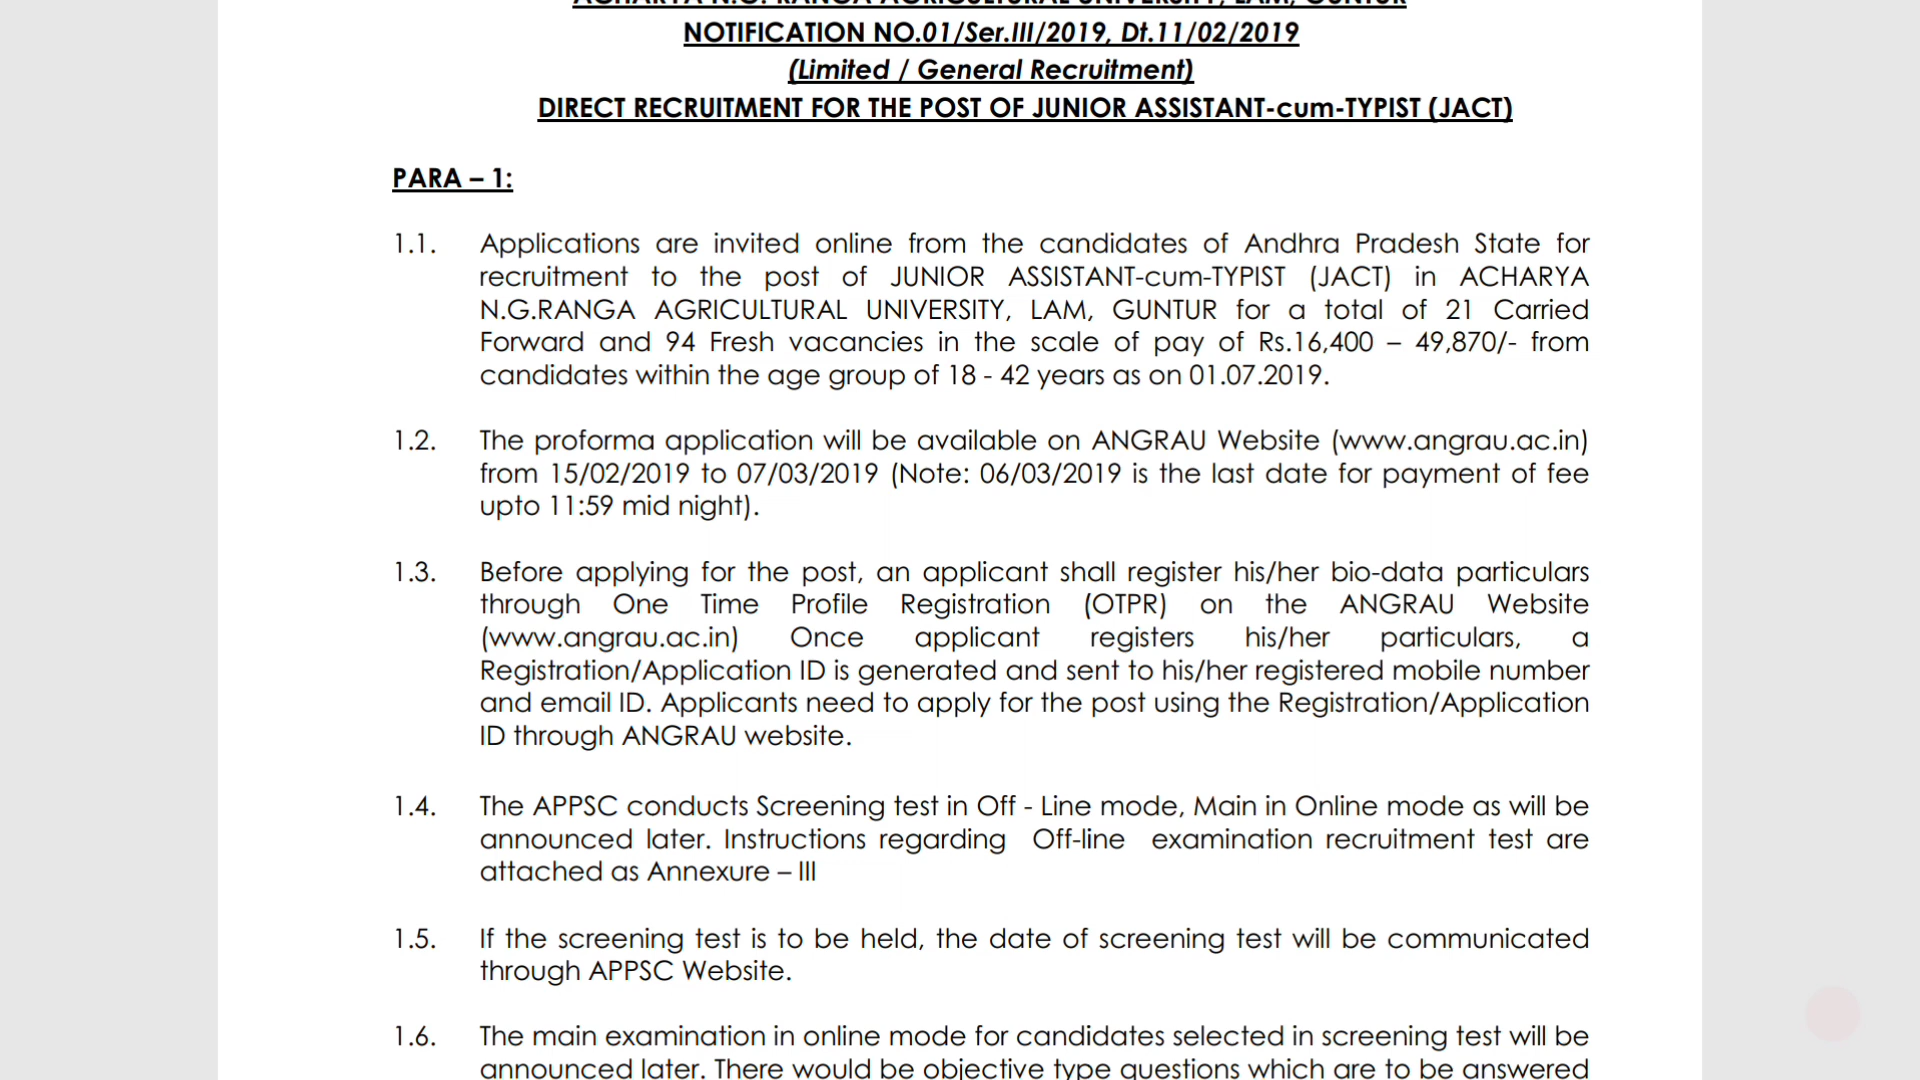 ACHARYA N.G. RANGA AGRICULTURAL UNIVERSITY, LAM, GUNTUR
NOTIFICATION NO.01/Ser.III/2019, Dt.11/02/2019
(Limited / General Recruitment)
DIRECT RECRUITMENT FOR THE POST OF JUNIOR ASSISTANT-cum-TYPIST (JACT)
PARA – 1:
1.1. Applications are invited online from the candidates of Andhra Pradesh State for
recruitment to the post of JUNIOR ASSISTANT-cum-TYPIST (JACT) in ACHARYA
N.G.RANGA AGRICULTURAL UNIVERSITY, LAM, GUNTUR for a total of 21 Carried
Forward and 94 Fresh vacancies in the scale of pay of Rs.16,400 – 49,870/- from
candidates within the age group of 18 - 42 years as on 01.07.2019.
1.2. The proforma application will be available on ANGRAU Website (www.angrau.ac.in)
from 15/02/2019 to 07/03/2019 (Note: 06/03/2019 is the last date for payment of fee
upto 11:59 mid night).
1.3. Before applying for the post, an applicant shall register his/her bio-data particulars
through One Time Profile Registration (OTPR) on the ANGRAU Website
(www.angrau.ac.in) Once applicant registers his/her particulars, a
Registration/Application ID is generated and sent to his/her registered mobile number
and email ID. Applicants need to apply for the post using the Registration/Application
ID through ANGRAU website.
1.4. The APPSC conducts Screening test in Off - Line mode, Main in Online mode as will be
announced later. Instructions regarding Off-line examination recruitment test are
attached as Annexure – III
1.5. If the screening test is to be held, the date of screening test will be communicated
through APPSC Website.
1.6. The main examination in online mode for candidates selected in screening test will be
announced later. There would be objective type questions which are to be answered